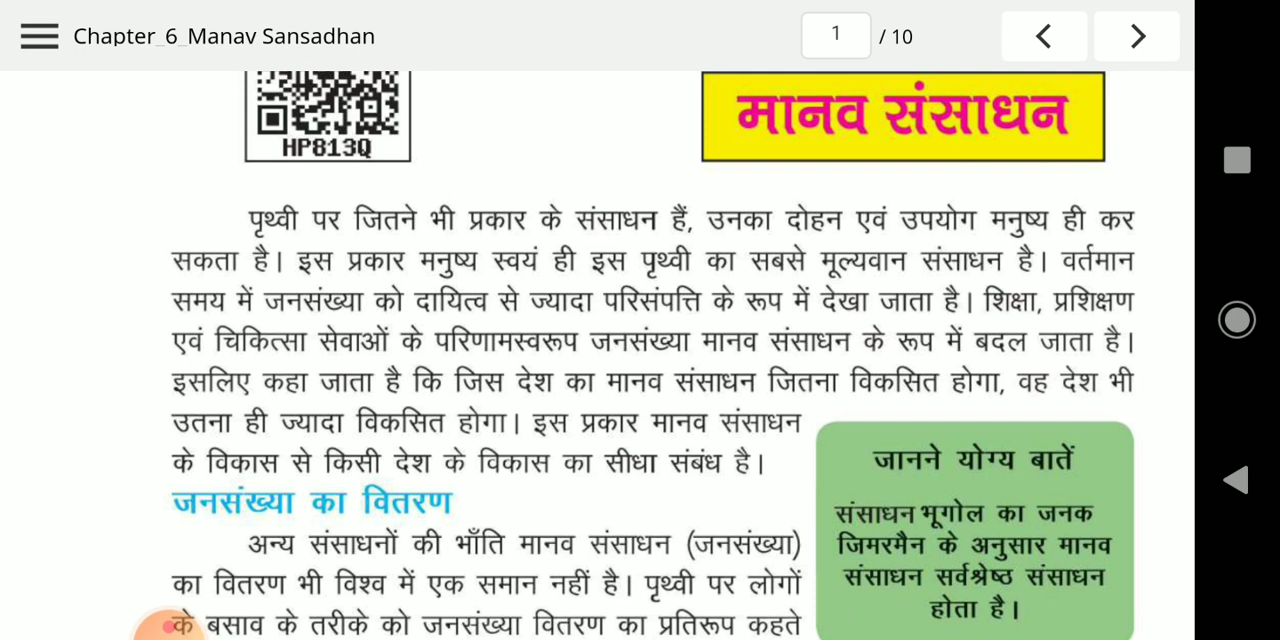 Chapter_6_Manav Sansadhan
1 / 10
HP813Q
मानव संसाधन
पृथ्वी पर जितने भी प्रकार के संसाधन हैं, उनका दोहन एवं उपयोग मनुष्य ही कर
सकता है। इस प्रकार मनुष्य स्वयं ही इस पृथ्वी का सबसे मूल्यवान संसाधन है। वर्तमान
समय में जनसंख्या को दायित्व से ज्यादा परिसंपत्ति के रूप में देखा जाता है। शिक्षा, प्रशिक्षण
एवं चिकित्सा सेवाओं के परिणामस्वरूप जनसंख्या मानव संसाधन के रूप में बदल जाता है।
इसलिए कहा जाता है कि जिस देश का मानव संसाधन जितना विकसित होगा, वह देश भी
उतना ही ज्यादा विकसित होगा। इस प्रकार मानव संसाधन
के विकास से किसी देश के विकास का सीधा संबंध है।
जनसंख्या का वितरण
अन्य संसाधनों की भाँति मानव संसाधन (जनसंख्या)
का वितरण भी विश्व में एक समान नहीं है। पृथ्वी पर लोगों
के बसाव के तरीके को जनसंख्या वितरण का प्रतिरूप कहते
जानने योग्य बातें
संसाधन भूगोल का जनक
जिमरमैन के अनुसार मानव
संसाधन सर्वश्रेष्ठ संसाधन
होता है।